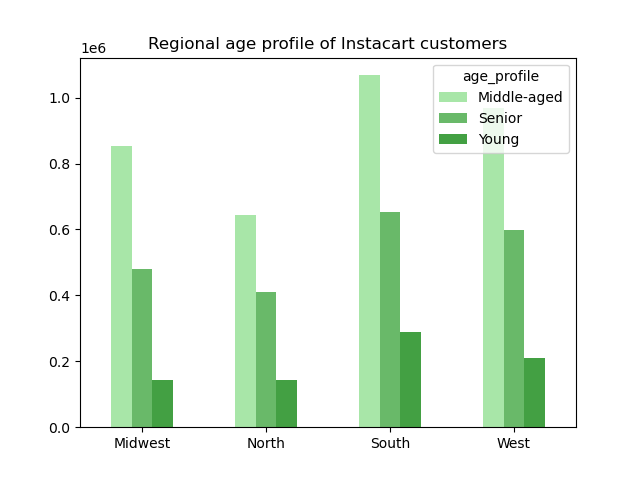 Regional age profile of Instacart customers
1e6
age_profile
Middle-aged
Senior
Young
1.0
0.8
0.6
0.4
0.2
0.0
Midwest North South West